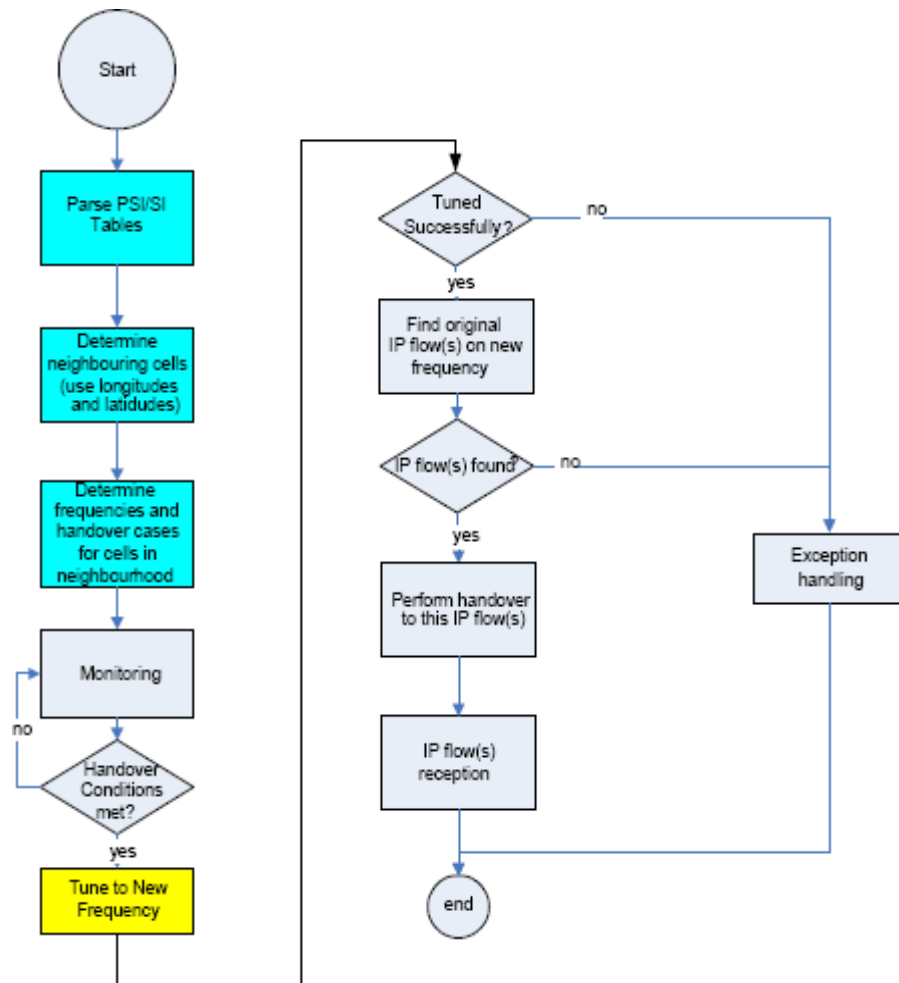 Start
Parse PSI/SI
Tables
Determine
neighbouring cells
(use longitudes
and latidudes)
Determine
frequencies and
handover cases
for cells in
neighbourhood
Monitoring
no
Handover
Conditions
met?
yes
Tune to New
Frequency
Tuned
Successfully?
no
yes
Find original
IP flow(s) on new
frequency
IP flow(s) found?
no
yes
Perform handover
to this IP flow(s)
Exception
handling
IP flow(s)
reception
end